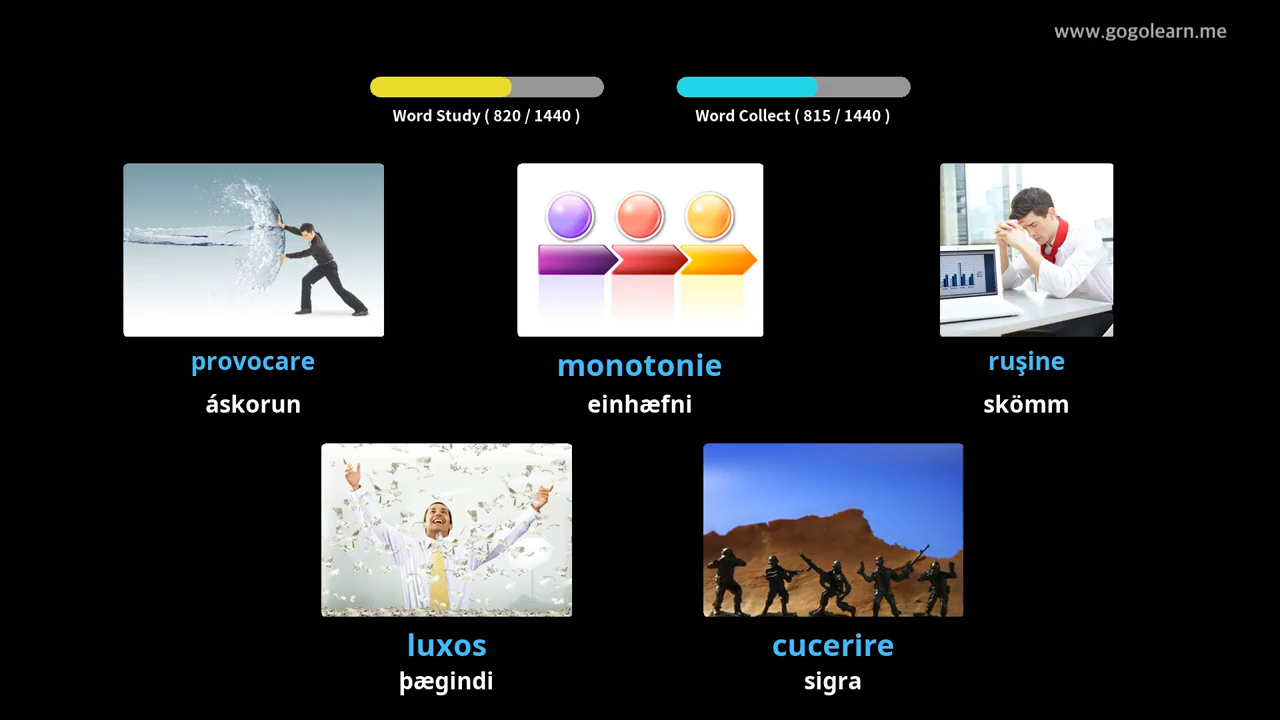 www.gogolearn.me
Word Study ( 820 / 1440 )
Word Collect ( 815 / 1440 )
provocare
áskorun
monotonie
einhæfni
ruşine
skömm
luxos
þægindi
cucerire
sigra